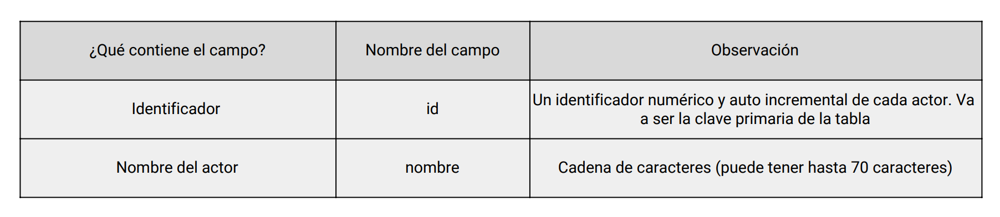 ¿Qué contiene el campo?
Nombre del campo
Observación
Identificador
id
Un identificador numérico y auto incremental de cada actor. Va
a ser la clave primaria de la tabla
Nombre del actor
nombre
Cadena de caracteres (puede tener hasta 70 caracteres)